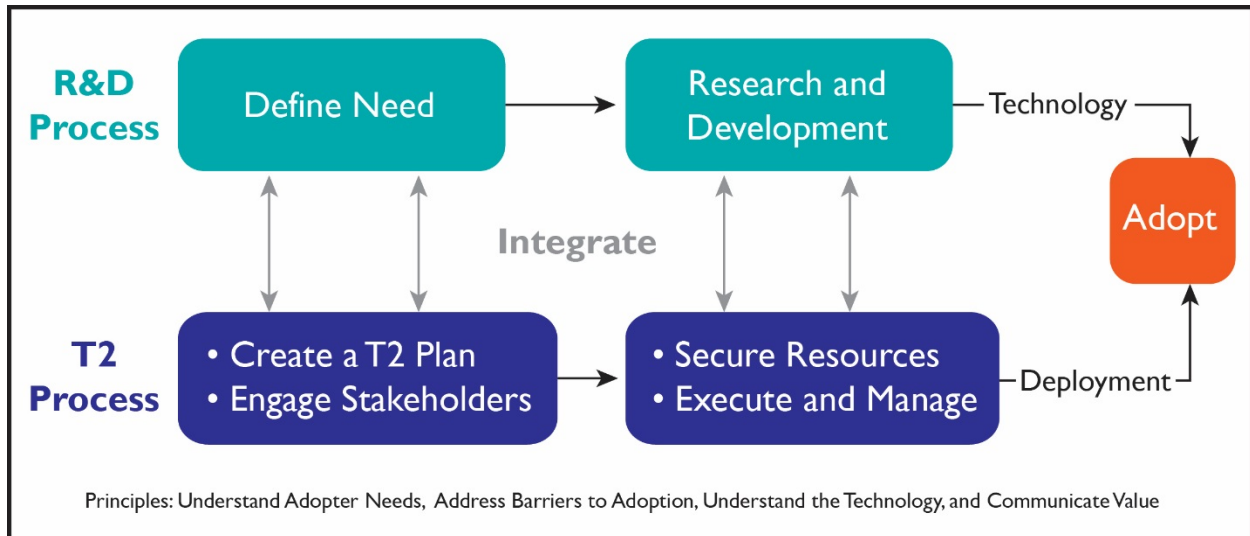 R&D
Process
Define Need
Research and
Development
Technology
Adopt
Integrate
T2
Process
• Create a T2 Plan
• Engage Stakeholders
• Secure Resources
• Execute and Manage
Deployment
Principles: Understand Adopter Needs, Address Barriers to Adoption, Understand the Technology, and Communicate Value